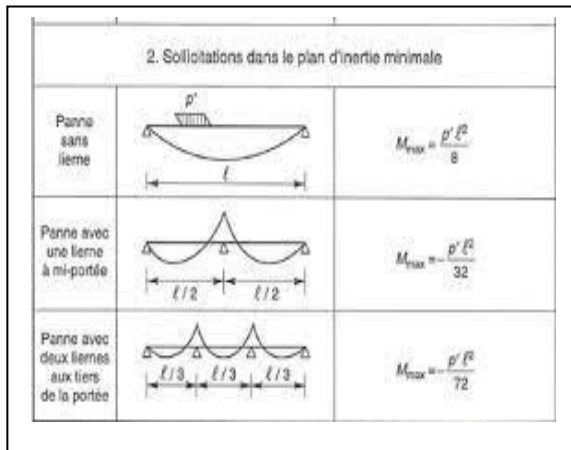 2. Sollicitations dans le plan d'inertie minimale
Panne
sans
lierne
p'
ℓ
M_max = p' ℓ² / 8
Panne avec
une lierne
à mi-portée
ℓ/2 ℓ/2
M_max = - p' ℓ² / 32
Panne avec
deux liernes
aux tiers
de la portée
ℓ/3 ℓ/3 ℓ/3
M_max = - p' ℓ² / 72